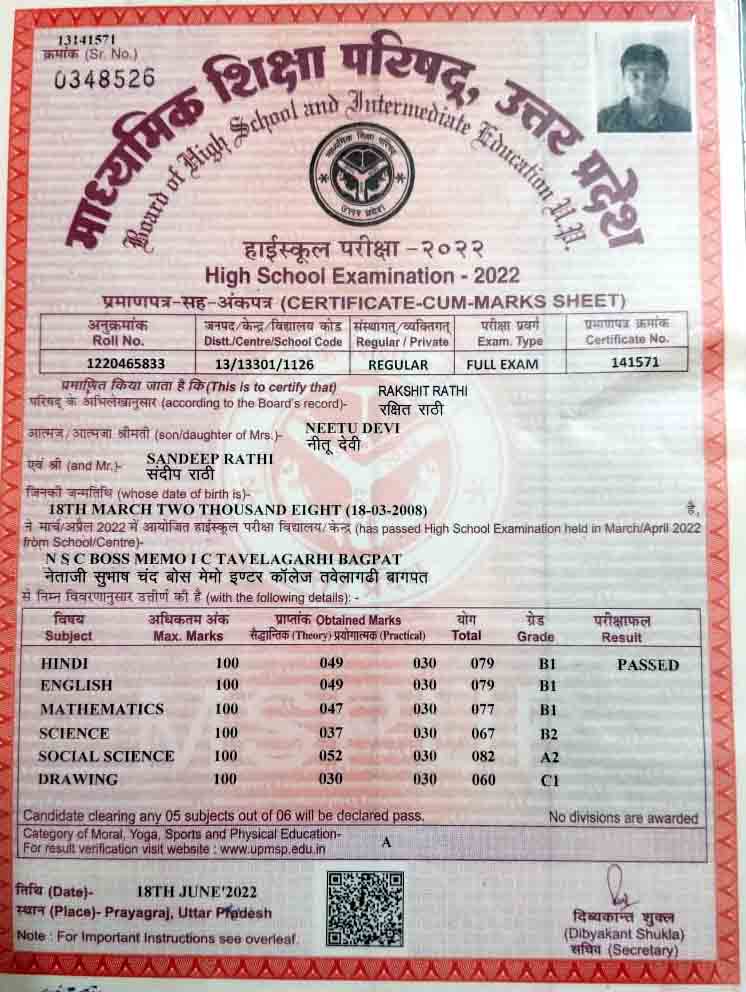 13141571
क्रमांक (Sr. No.)
0348526
माध्यमिक शिक्षा परिषद्, उत्तर प्रदेश
Board of High School and Intermediate Education U.P.
माध्यमिक शिक्षा परिषद
उत्तर प्रदेश
हाईस्कूल परीक्षा - २०२२
High School Examination - 2022
प्रमाणपत्र-सह-अंकपत्र (CERTIFICATE-CUM-MARKS SHEET)
अनुक्रमांक जनपद/केन्द्र/विद्यालय कोड संस्थागत/व्यक्तिगत् परीक्षा प्रवर्ग प्रमाणपत्र क्रमांक
Roll No. Distt./Centre/School Code Regular / Private Exam. Type Certificate No.
1220465833 13/13301/1126 REGULAR FULL EXAM 141571
प्रमाणित किया जाता है कि(This is to certify that) RAKSHIT RATHI
परिषद् के अभिलेखानुसार (according to the Board's record)- रक्षित राठी
आत्मज/आत्मजा श्रीमती (son/daughter of Mrs.)- NEETU DEVI
नीतू देवी
एवं श्री (and Mr.)- SANDEEP RATHI
संदीप राठी
जिनकी जन्मतिथि (whose date of birth is)-
18TH MARCH TWO THOUSAND EIGHT (18-03-2008) है,
ने मार्च/अप्रैल 2022 में आयोजित हाईस्कूल परीक्षा विद्यालय/केन्द्र (has passed High School Examination held in March/April 2022
from School/Centre)-
N S C BOSS MEMO I C TAVELAGARHI BAGPAT
नेताजी सुभाष चंद बोस मेमो इण्टर कॉलेज तवेलागढी बागपत
से निम्न विवरणानुसार उत्तीर्ण की है (with the following details): -
विषय अधिकतम अंक प्राप्तांक Obtained Marks योग ग्रेड परीक्षाफल
Subject Max. Marks सैद्धान्तिक (Theory) प्रयोगात्मक (Practical) Total Grade Result
HINDI 100 049 030 079 B1 PASSED
ENGLISH 100 049 030 079 B1
MATHEMATICS 100 047 030 077 B1
SCIENCE 100 037 030 067 B2
SOCIAL SCIENCE 100 052 030 082 A2
DRAWING 100 030 030 060 C1
Candidate clearing any 05 subjects out of 06 will be declared pass. No divisions are awarded
Category of Moral, Yoga, Sports and Physical Education- A
For result verification visit website : www.upmsp.edu.in
तिथि (Date)- 18TH JUNE'2022
स्थान (Place)- Prayagraj, Uttar Pradesh
Note : For Important Instructions see overleaf.
दिब्यकान्त शुक्ल
(Dibyakant Shukla)
सचिव (Secretary)